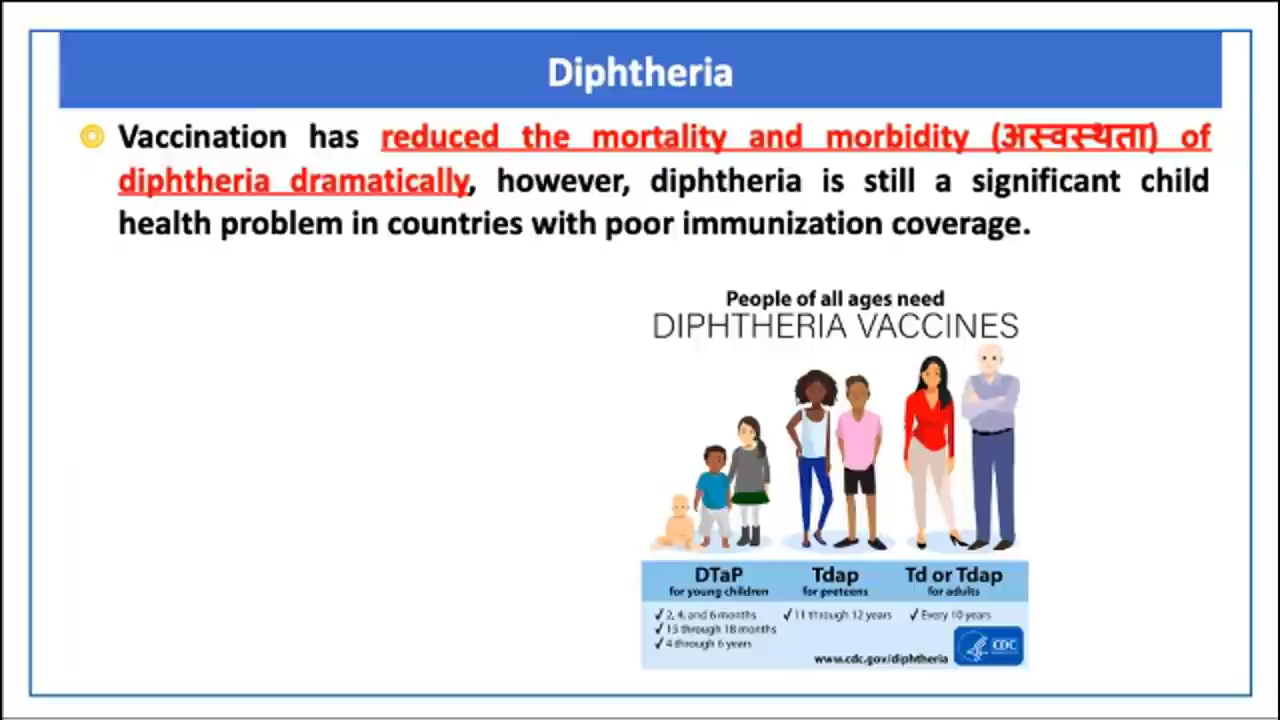 Diphtheria
Vaccination has reduced the mortality and morbidity (अस्वस्थता) of
diphtheria dramatically, however, diphtheria is still a significant child
health problem in countries with poor immunization coverage.
People of all ages need
DIPHTHERIA VACCINES
DTaP
for young children
✓ 2, 4, and 6 months
✓ 15 through 18 months
✓ 4 through 6 years
Tdap
for preteens
✓ 11 through 12 years
Td or Tdap
for adults
✓ Every 10 years
CDC
www.cdc.gov/diphtheria